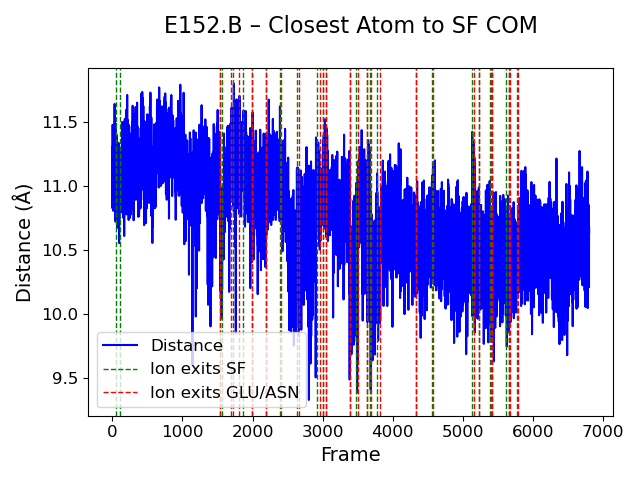 E152.B – Closest Atom to SF COM
Distance (Å)
11.5
11.0
10.5
10.0
9.5
Distance
Ion exits SF
Ion exits GLU/ASN
0 1000 2000 3000 4000 5000 6000 7000
Frame